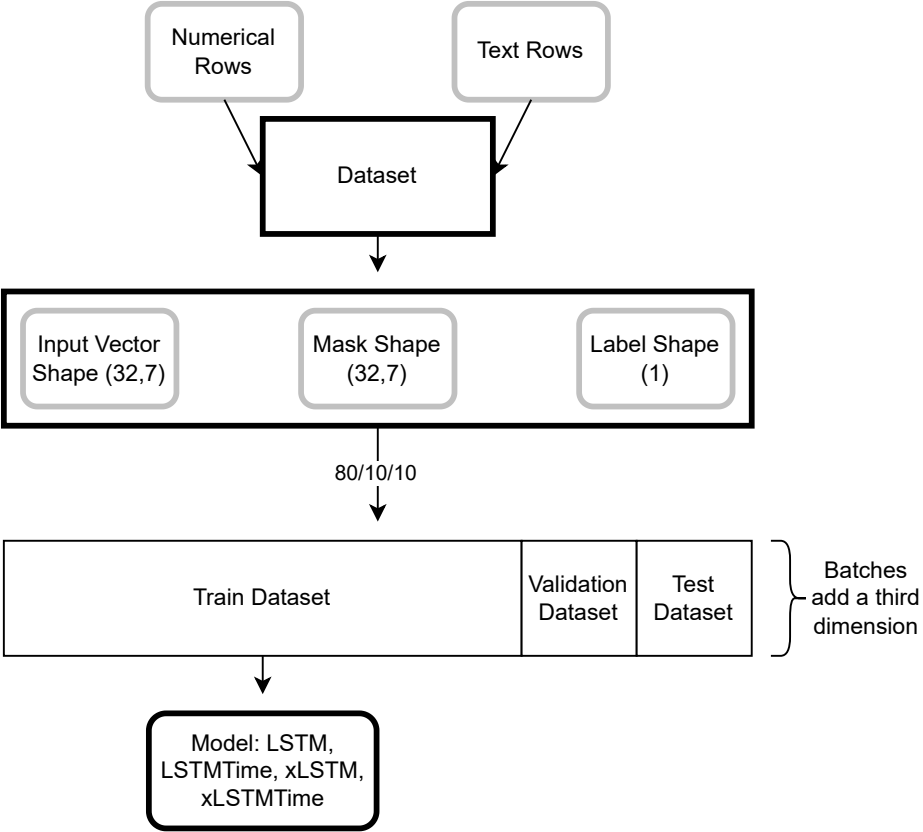 Numerical
Rows
Text Rows
Dataset
Input Vector
Shape (32,7)
Mask Shape
(32,7)
Label Shape
(1)
80/10/10
Train Dataset
Validation
Dataset
Test
Dataset
Batches
add a third
dimension
Model: LSTM,
LSTMTime, xLSTM,
xLSTMTime